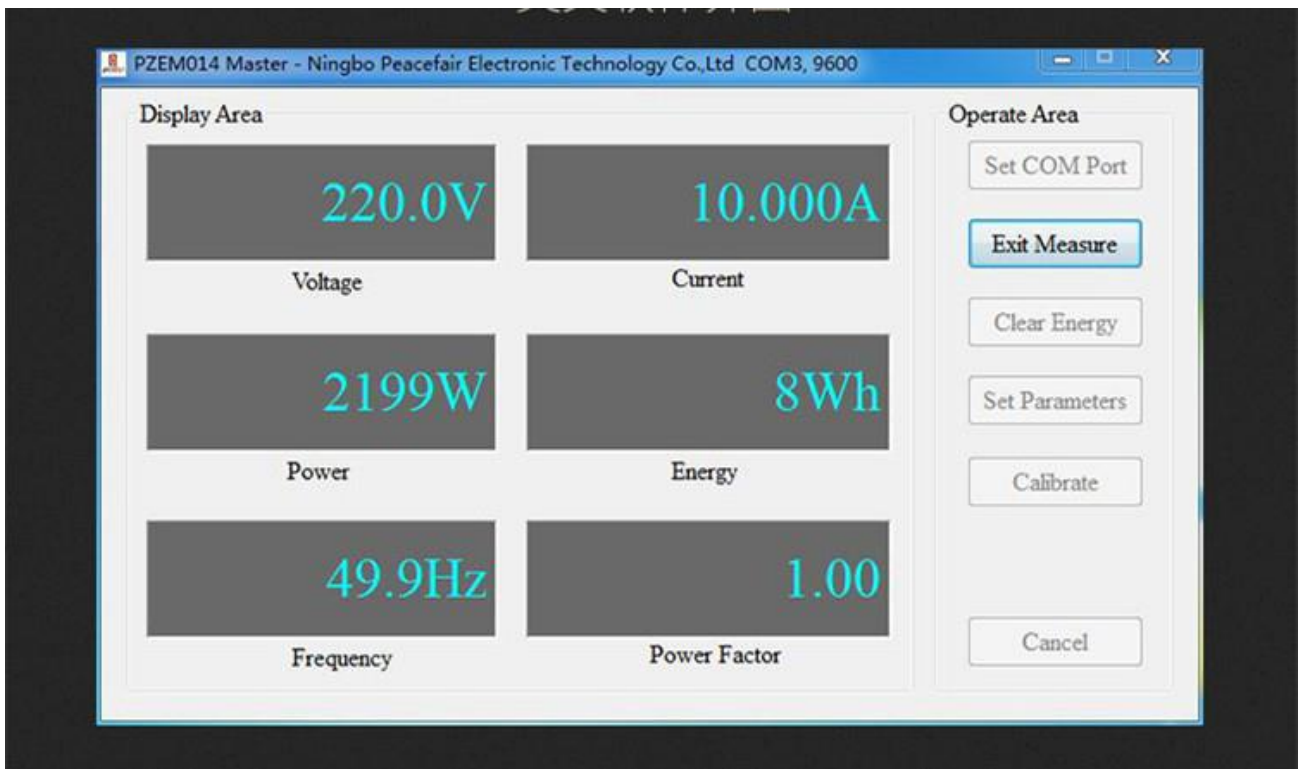 PZEM014 Master - Ningbo Peacefair Electronic Technology Co.,Ltd COM3, 9600
Display Area
220.0V
Voltage
10.000A
Current
2199W
Power
8Wh
Energy
49.9Hz
Frequency
1.00
Power Factor
Operate Area
Set COM Port
Exit Measure
Clear Energy
Set Parameters
Calibrate
Cancel